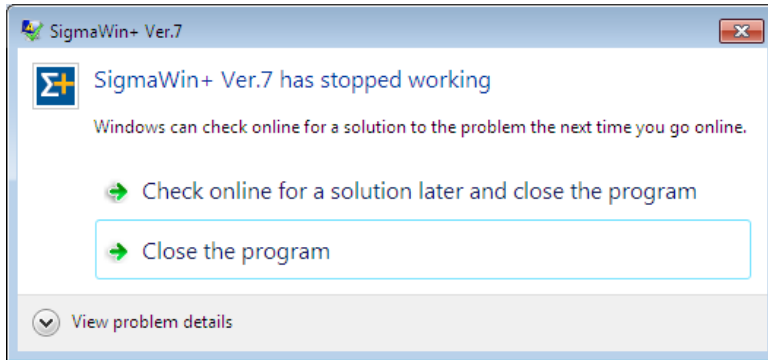 SigmaWin+ Ver.7
SigmaWin+ Ver.7 has stopped working
Windows can check online for a solution to the problem the next time you go online.
Check online for a solution later and close the program
Close the program
View problem details